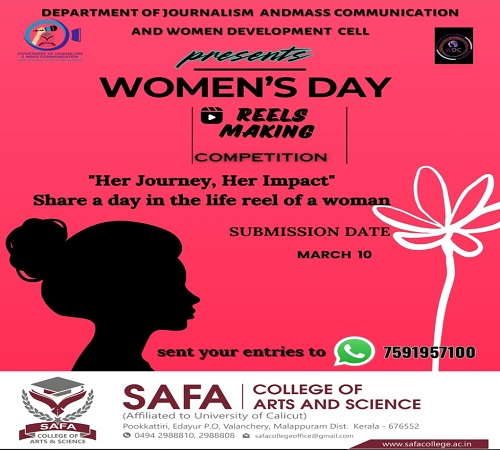 DEPARTMENT OF JOURNALISM ANDMASS COMMUNICATION
AND WOMEN DEVELOPMENT CELL
presents
WOMEN'S DAY
REELS
MAKING
COMPETITION
"Her Journey, Her Impact"
Share a day in the life reel of a woman
SUBMISSION DATE
MARCH 10
sent your entries to 7591957100
SAFA
COLLEGE OF
ARTS & SCIENCE
SAFA COLLEGE OF
ARTS AND SCIENCE
(Affiliated to University of Calicut)
Pookkattiri, Edayur P.O, Valanchery, Malappuram Dist. Kerala - 676552
0494 2988810, 2988808 safacollegeoffice@gmail.com
www.safacollege.ac.in